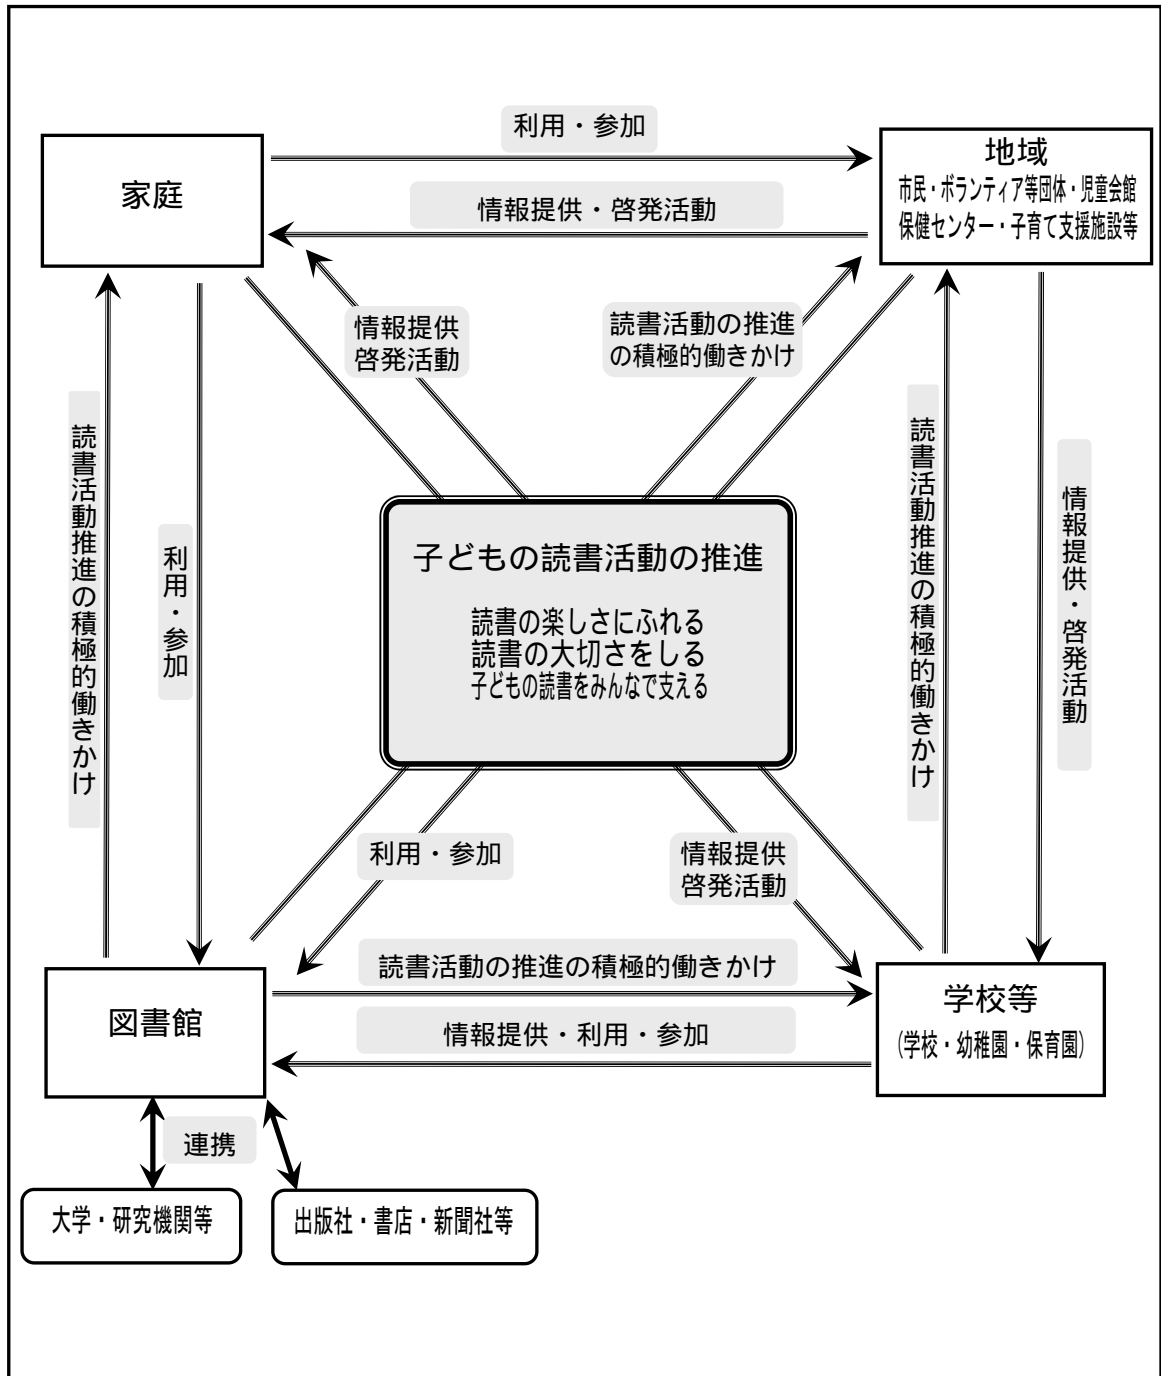 利用・参加
家庭
地域
市民・ボランティア等団体・児童会館
保健センター・子育て支援施設等
情報提供・啓発活動
情報提供
啓発活動
読書活動の推進
の積極的働きかけ
読書活動推進の積極的働きかけ
利用・参加
読書活動推進の積極的働きかけ
情報提供・啓発活動
子どもの読書活動の推進
読書の楽しさにふれる
読書の大切さをしる
子どもの読書をみんなで支える
利用・参加
情報提供
啓発活動
読書活動の推進の積極的働きかけ
図書館
学校等
(学校・幼稚園・保育園)
情報提供・利用・参加
連携
大学・研究機関等
出版社・書店・新聞社等